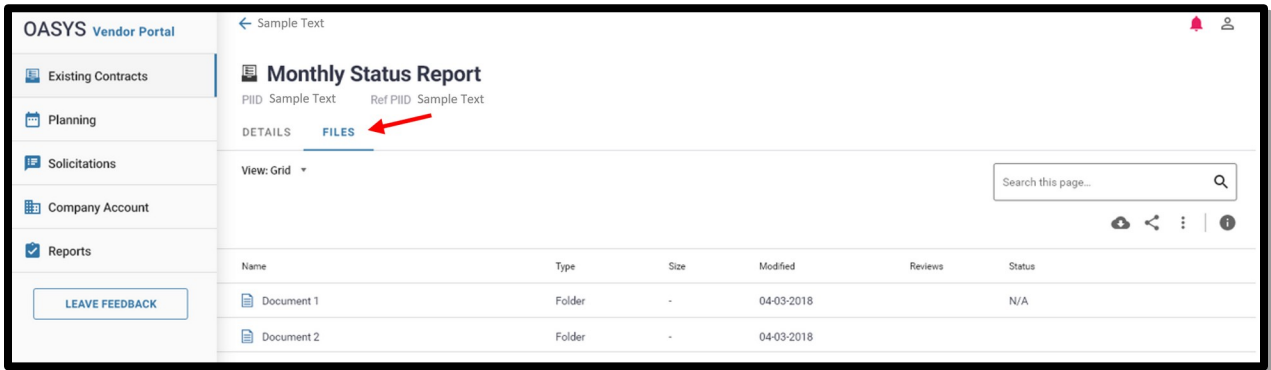 OASYS Vendor Portal
Existing Contracts
Planning
Solicitations
Company Account
Reports
LEAVE FEEDBACK
Sample Text
Monthly Status Report
PIID Sample Text Ref PIID Sample Text
DETAILS FILES
View: Grid
Search this page...
Name Type Size Modified Reviews Status
Document 1 Folder - 04-03-2018 N/A
Document 2 Folder - 04-03-2018